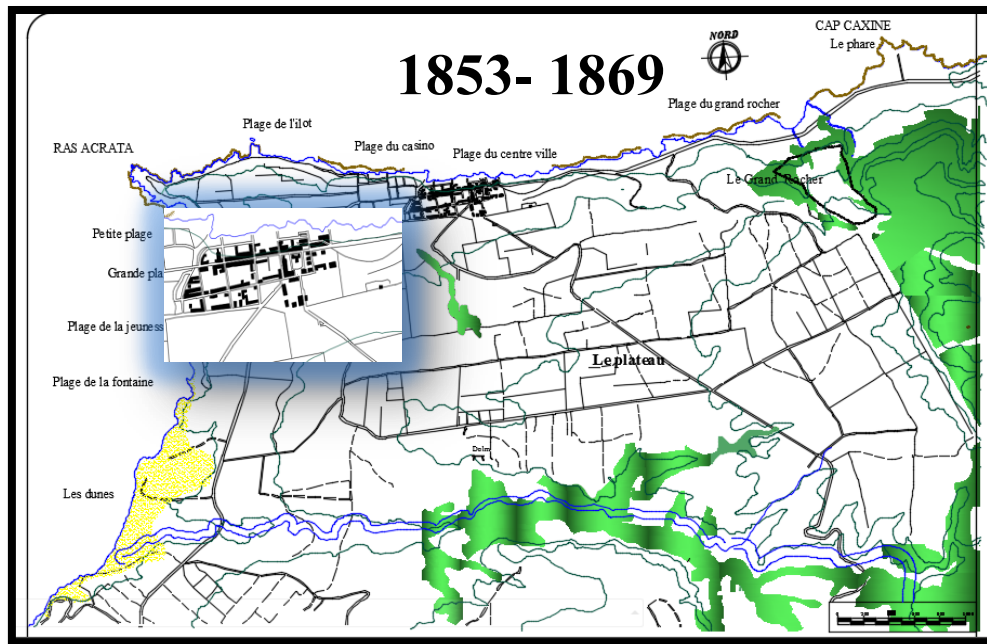 CAP CAXINE
Le phare
NORD
1853- 1869
Plage du grand rocher
Plage de l'ilot
Plage du casino
Plage du centre ville
RAS ACRATA
Le Grand Rocher
Petite plage
Grande pla
Plage de la jeuness
Le plateau
Plage de la fontaine
Dolm
Les dunes